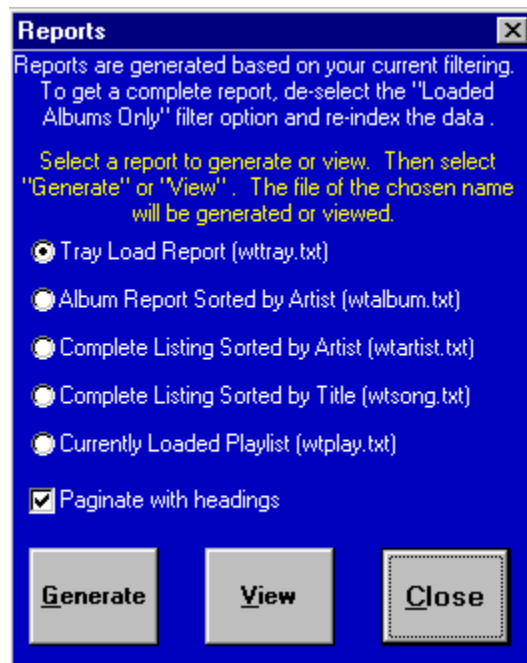 Reports
Reports are generated based on your current filtering.
To get a complete report, de-select the "Loaded
Albums Only" filter option and re-index the data .
Select a report to generate or view.  Then select
"Generate" or "View" .  The file of the chosen name
will be generated or viewed.
Tray Load Report (wttray.txt)
Album Report Sorted by Artist (wtalbum.txt)
Complete Listing Sorted by Artist (wtartist.txt)
Complete Listing Sorted by Title (wtsong.txt)
Currently Loaded Playlist (wtplay.txt)
Paginate with headings
Generate View Close